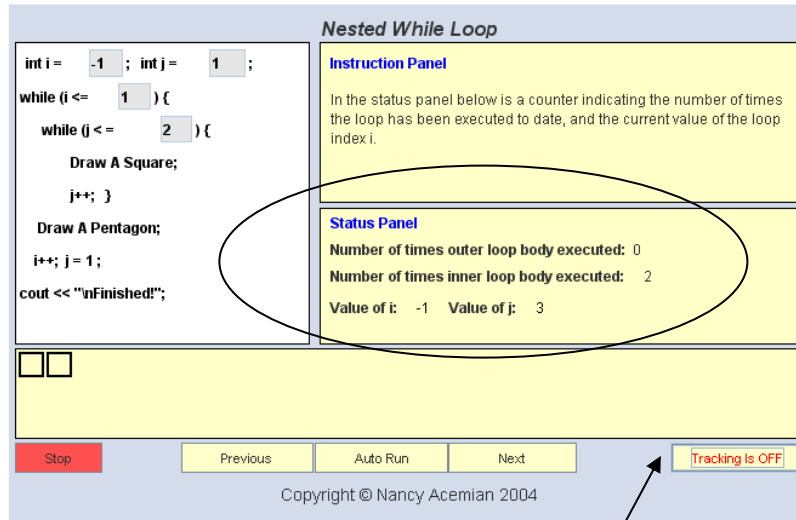 Nested While Loop
int i = -1 ; int j = 1 ;
while (i <= 1 ) {
while (j < = 2 ) {
Draw A Square;
j++; }
Draw A Pentagon;
i++; j = 1 ;
cout << "\nFinished!";
Instruction Panel
In the status panel below is a counter indicating the number of times
the loop has been executed to date, and the current value of the loop
index i.
Status Panel
Number of times outer loop body executed: 0
Number of times inner loop body executed: 2
Value of i: -1 Value of j: 3
Stop Previous Auto Run Next Tracking Is OFF
Copyright © Nancy Acemian 2004